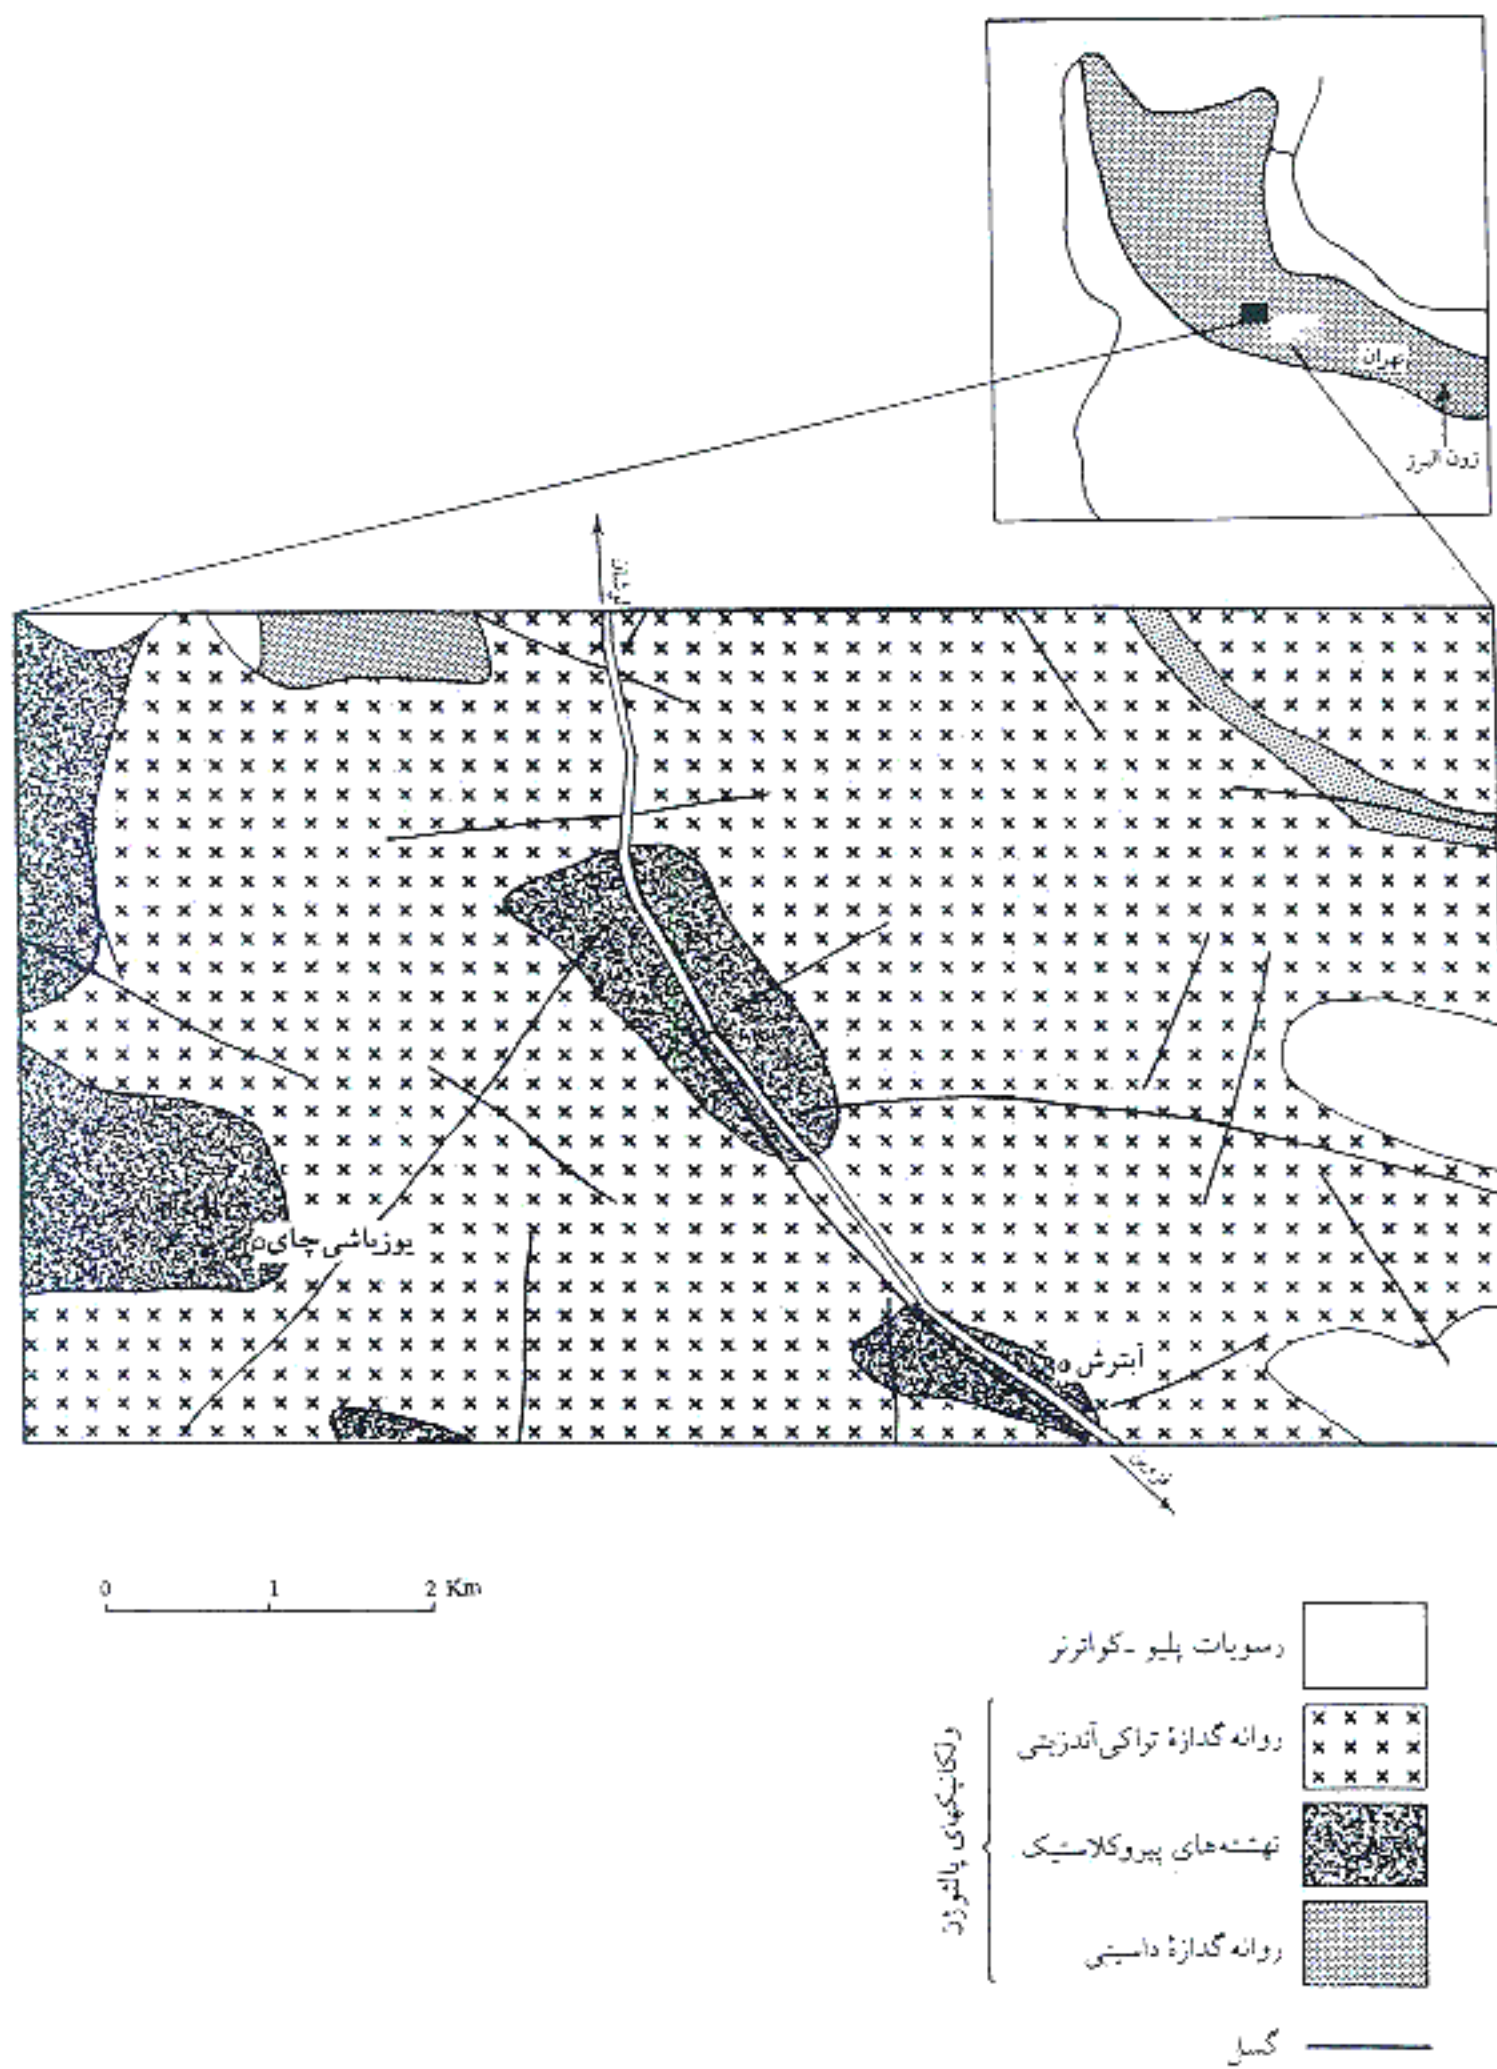 تهران
زون البرز
یوزباشی چای
آبترش
قزوین
0 1 2 Km
رسوبات پلیو ـ کواترنر
روانه گدازهٔ تراکی‌آندزیتی
نهشته‌های پیروکلاستیک
روانه گدازهٔ داسیتی
ولکانیکهای پالئوژن
گسل